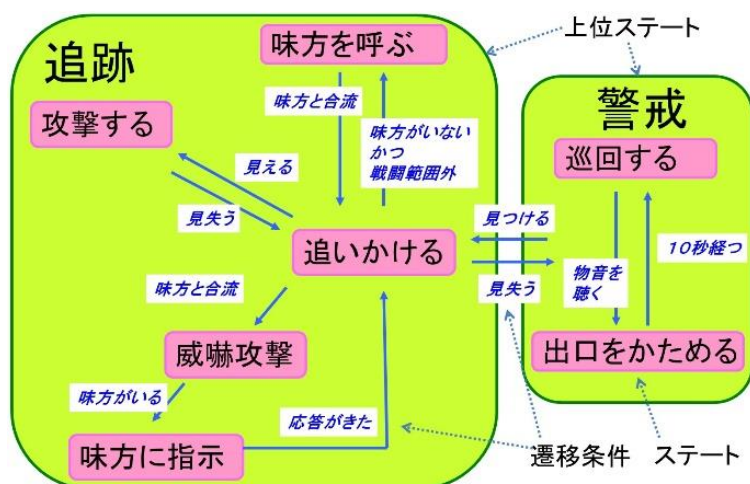 上位ステート
味方を呼ぶ
追跡
警戒
攻撃する
味方と合流
味方がいない
かつ
戦闘範囲外
巡回する
見える
見失う
見つける
追いかける
見失う
物音を
聴く
10秒経つ
味方と合流
威嚇攻撃
出口をかためる
味方がいる
応答がきた
味方に指示
遷移条件
ステート